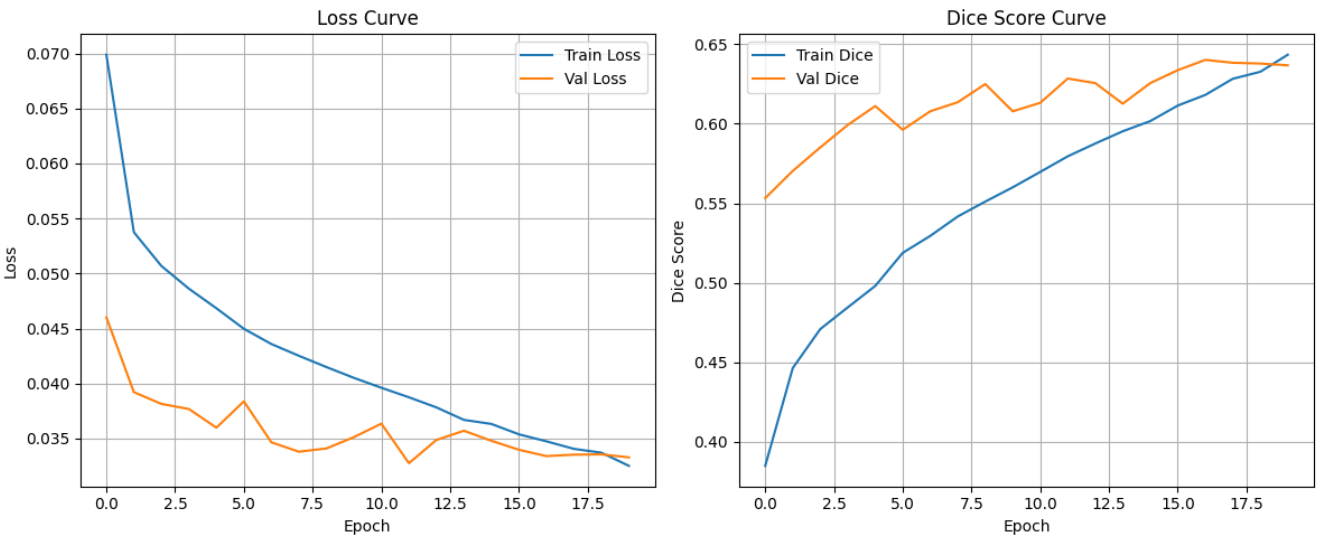 Loss Curve
0.070
0.065
0.060
0.055
0.050
0.045
0.040
0.035
Loss
Train Loss
Val Loss
0.0 2.5 5.0 7.5 10.0 12.5 15.0 17.5
Epoch
Dice Score Curve
0.65
0.60
0.55
0.50
0.45
0.40
Dice Score
Train Dice
Val Dice
0.0 2.5 5.0 7.5 10.0 12.5 15.0 17.5
Epoch